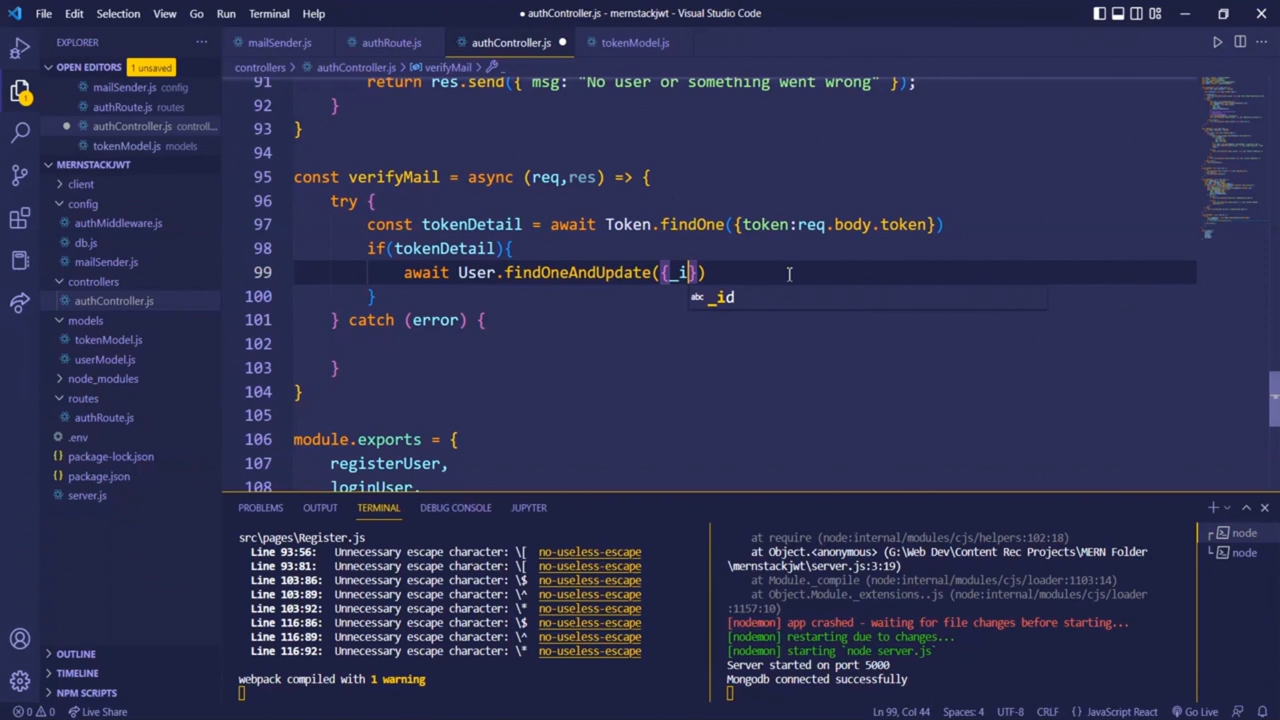 File Edit Selection View Go Run Terminal Help
● authController.js - mernstackjwt - Visual Studio Code
EXPLORER
OPEN EDITORS 1 unsaved
mailSender.js config
authRoute.js routes
authController.js controll...
tokenModel.js models
MERNSTACKJWT
client
config
authMiddleware.js
db.js
mailSender.js
controllers
authController.js
models
tokenModel.js
userModel.js
node_modules
routes
authRoute.js
.env
package-lock.json
package.json
server.js
OUTLINE
TIMELINE
NPM SCRIPTS
mailSender.js authRoute.js authController.js ● tokenModel.js
controllers > authController.js > verifyMail >
91 return res.send({ msg: "No user or something went wrong" });
92 }
93 }
94
95 const verifyMail = async (req,res) => {
96 try {
97 const tokenDetail = await Token.findOne({token:req.body.token})
98 if(tokenDetail){
99 await User.findOneAndUpdate({_i})
abc _id
100 }
101 } catch (error) {
102
103 }
104 }
105
106 module.exports = {
107 registerUser,
108 loginUser,
PROBLEMS OUTPUT TERMINAL DEBUG CONSOLE JUPYTER
src\pages\Register.js
Line 93:56: Unnecessary escape character: \[ no-useless-escape
Line 93:81: Unnecessary escape character: \[ no-useless-escape
Line 103:86: Unnecessary escape character: \$ no-useless-escape
Line 103:89: Unnecessary escape character: \^ no-useless-escape
Line 103:92: Unnecessary escape character: \* no-useless-escape
Line 116:86: Unnecessary escape character: \$ no-useless-escape
Line 116:89: Unnecessary escape character: \^ no-useless-escape
Line 116:92: Unnecessary escape character: \* no-useless-escape
webpack compiled with 1 warning
at require (node:internal/modules/cjs/helpers:102:18)
at Object.<anonymous> (G:\Web Dev\Content Rec Projects\MERN Folder
\mernstackjwt\server.js:3:19)
at Module._compile (node:internal/modules/cjs/loader:1103:14)
at Object.Module._extensions..js (node:internal/modules/cjs/loader
:1157:10)
[nodemon] app crashed - waiting for file changes before starting...
[nodemon] restarting due to changes...
[nodemon] starting `node server.js`
Server started on port 5000
Mongodb connected successfully
node
node
0 0 Live Share
Ln 99, Col 44 Spaces: 4 UTF-8 CRLF {} JavaScript React Go Live